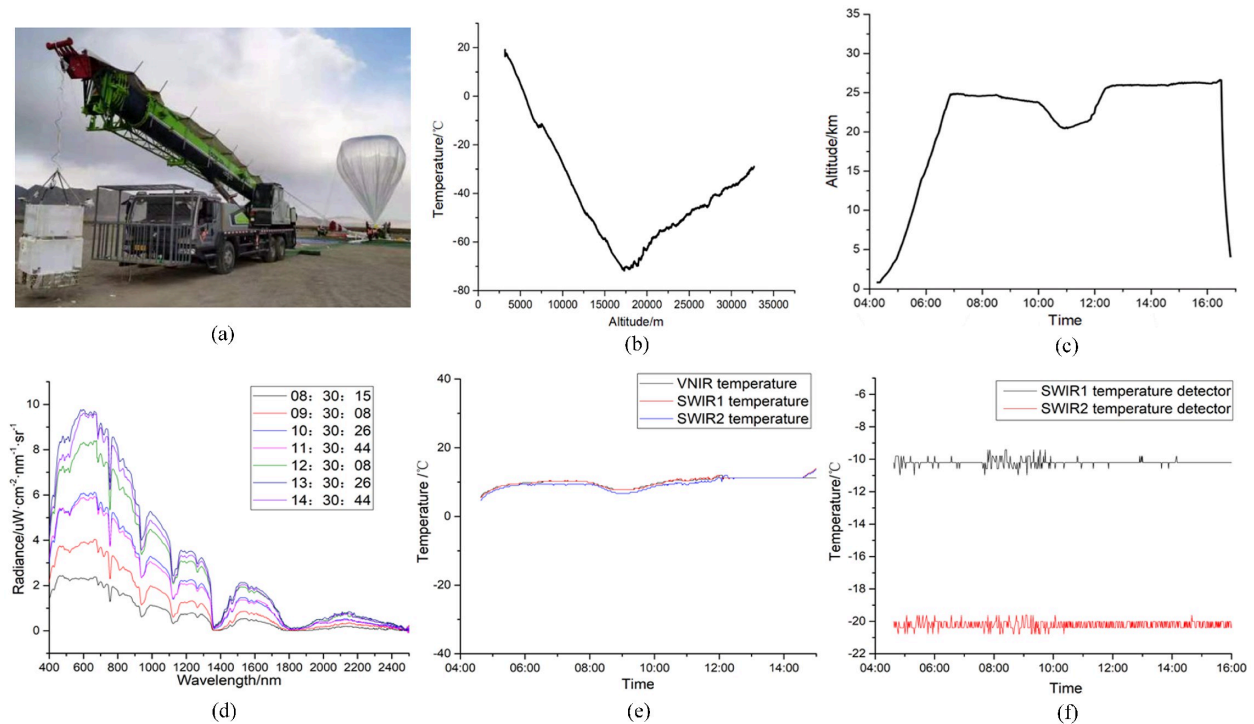 (a)
20
0
-20
-40
-60
-80
0 5000 10000 15000 20000 25000 30000 35000
Temperature/℃
Altitude/m
(b)
35
30
25
20
15
10
5
0
04:00 06:00 08:00 10:00 12:00 14:00 16:00
Altitude/km
Time
(c)
10
8
6
4
2
0
400 600 800 1000 1200 1400 1600 1800 2000 2200 2400
Radiance/uW·cm⁻²·nm⁻¹·sr⁻¹
Wavelength/nm
08：30：15
09：30：08
10：30：26
11：30：44
12：30：08
13：30：26
14：30：44
(d)
40
20
0
-20
-40
04:00 06:00 08:00 10:00 12:00 14:00
Temperature /℃
Time
VNIR temperature
SWIR1 temperature
SWIR2 temperature
(e)
-6
-8
-10
-12
-14
-16
-18
-20
-22
04:00 06:00 08:00 10:00 12:00 14:00 16:00
Temperature/℃
Time
SWIR1 temperature detector
SWIR2 temperature detector
(f)